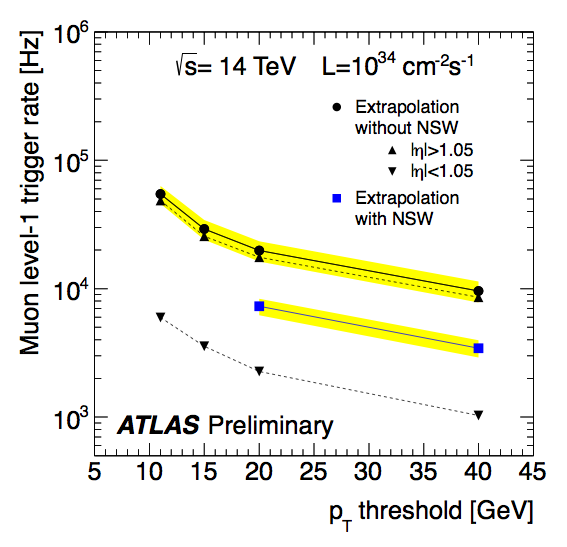 Muon level-1 trigger rate [Hz]
10⁶
10⁵
10⁴
10³
√s= 14 TeV L=10³⁴ cm⁻²s⁻¹
Extrapolation
without NSW
|η|>1.05
|η|<1.05
Extrapolation
with NSW
ATLAS Preliminary
5 10 15 20 25 30 35 40 45
p_T threshold [GeV]